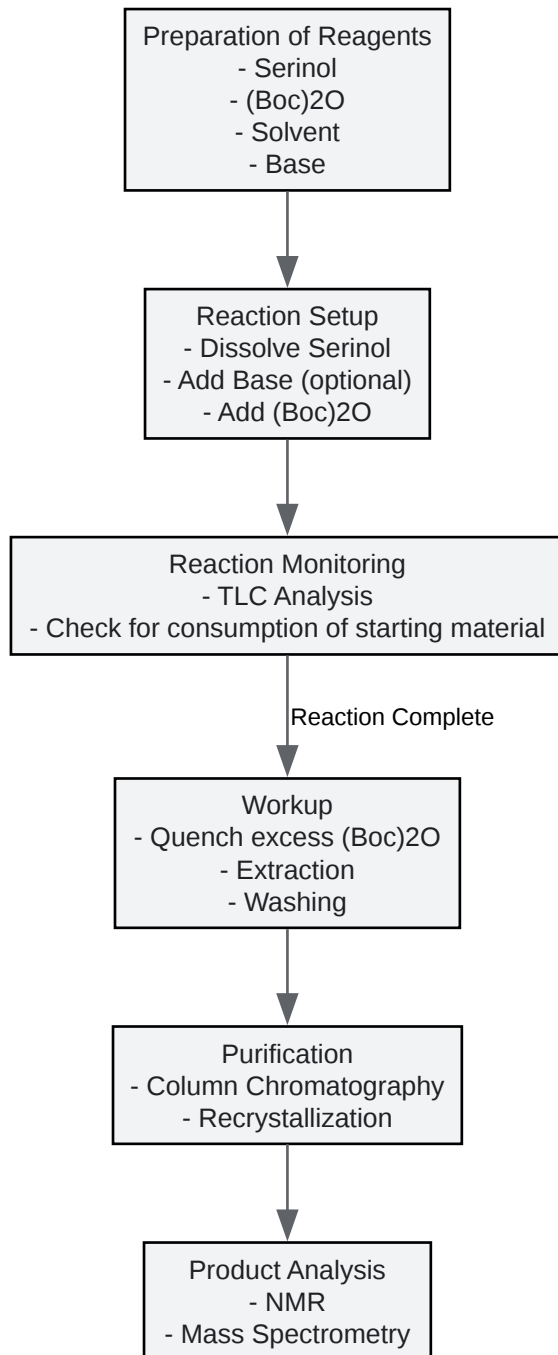 Preparation of Reagents
- Serinol
- (Boc)2O
- Solvent
- Base
Reaction Setup
- Dissolve Serinol
- Add Base (optional)
- Add (Boc)2O
Reaction Monitoring
- TLC Analysis
- Check for consumption of starting material
Reaction Complete
Workup
- Quench excess (Boc)2O
- Extraction
- Washing
Purification
- Column Chromatography
- Recrystallization
Product Analysis
- NMR
- Mass Spectrometry